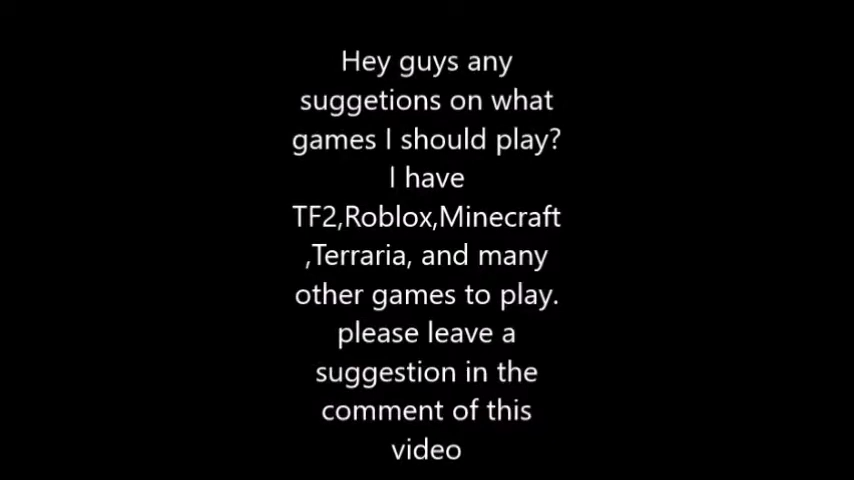 Hey guys any
suggetions on what
games I should play?
I have
TF2,Roblox,Minecraft
,Terraria, and many
other games to play.
please leave a
suggestion in the
comment of this
video